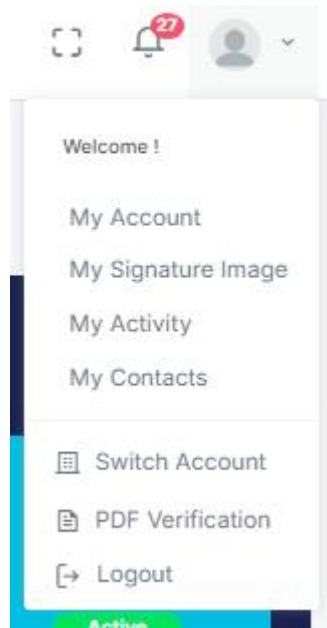 27
Welcome !
My Account
My Signature Image
My Activity
My Contacts
Switch Account
PDF Verification
Logout
Active